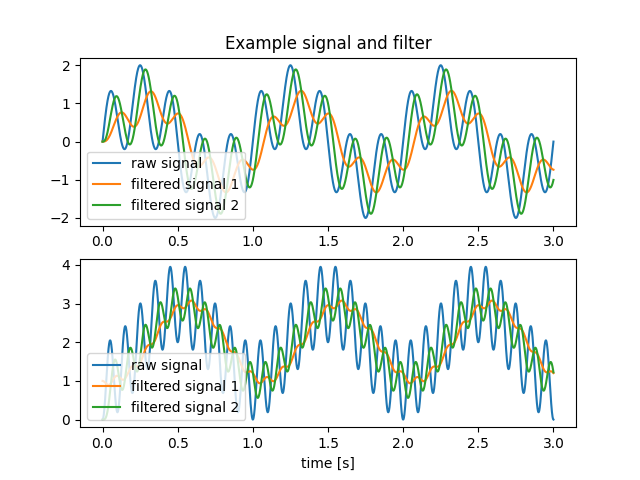 Example signal and filter
2
1
0
−1
−2
raw signal
filtered signal 1
filtered signal 2
0.0 0.5 1.0 1.5 2.0 2.5 3.0
4
3
2
1
0
raw signal
filtered signal 1
filtered signal 2
0.0 0.5 1.0 1.5 2.0 2.5 3.0
time [s]